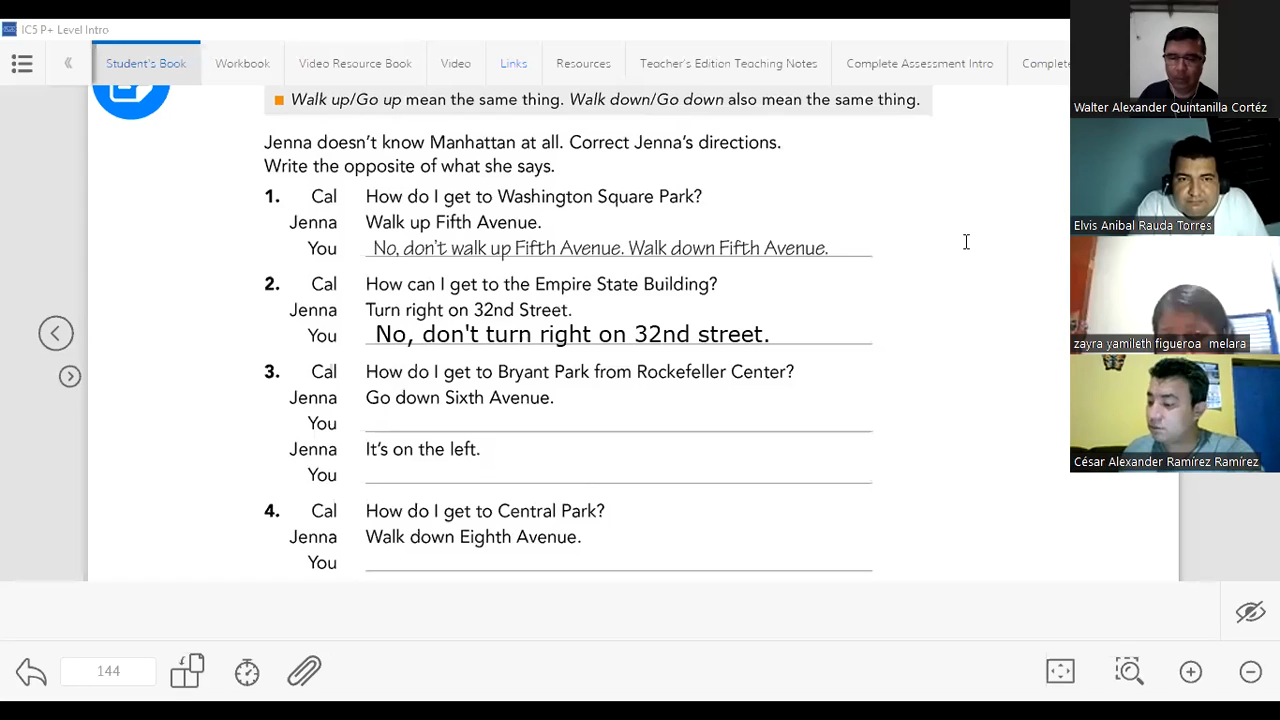 IC5 P+ Level Intro
Student's Book Workbook Video Resource Book Video Links Resources Teacher's Edition Teaching Notes Complete Assessment Intro Complete
Walk up/Go up mean the same thing. Walk down/Go down also mean the same thing.
Jenna doesn't know Manhattan at all. Correct Jenna's directions.
Write the opposite of what she says.
1. Cal How do I get to Washington Square Park?
Jenna Walk up Fifth Avenue.
You No, don't walk up Fifth Avenue. Walk down Fifth Avenue.
2. Cal How can I get to the Empire State Building?
Jenna Turn right on 32nd Street.
You No, don't turn right on 32nd street.
3. Cal How do I get to Bryant Park from Rockefeller Center?
Jenna Go down Sixth Avenue.
You
Jenna It's on the left.
You
4. Cal How do I get to Central Park?
Jenna Walk down Eighth Avenue.
You
144
Walter Alexander Quintanilla Cortéz
Elvis Anibal Rauda Torres
zayra yamileth figueroa melara
César Alexander Ramírez Ramírez